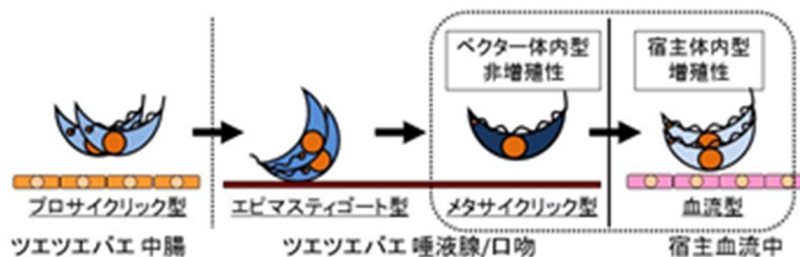 ベクター体内型
非増殖性
宿主体内型
増殖性
プロサイクリック型
エピマスティゴート型
メタサイクリック型
血流型
ツエツエバエ 中腸
ツエツエバエ 唾液腺/口吻
宿主血流中